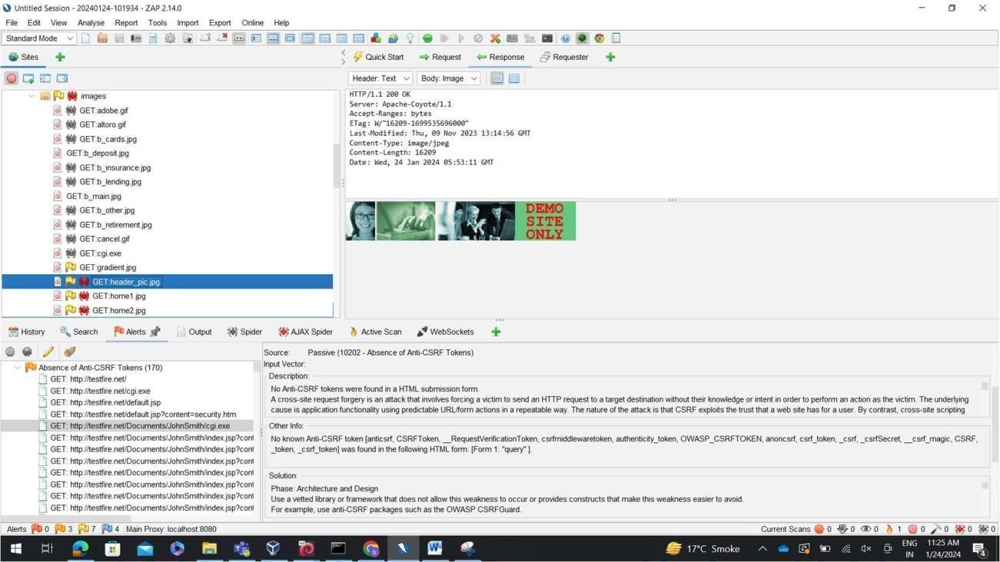 Untitled Session - 20240124-101934 - ZAP 2.14.0
File Edit View Analyse Report Tools Import Export Online Help
Standard Mode
Sites
Quick Start Request Response Requester
Header: Text Body: Image
images
GET:adobe.gif
GET:altoro.gif
GET:b_cards.jpg
GET:b_deposit.jpg
GET:b_insurance.jpg
GET:b_lending.jpg
GET:b_main.jpg
GET:b_other.jpg
GET:b_retirement.jpg
GET:cancel.gif
GET:cgi.exe
GET:gradient.jpg
GET:header_pic.jpg
GET:home1.jpg
GET:home2.jpg
HTTP/1.1 200 OK
Server: Apache-Coyote/1.1
Accept-Ranges: bytes
ETag: W/"16209-1699535696000"
Last-Modified: Thu, 09 Nov 2023 13:14:56 GMT
Content-Type: image/jpeg
Content-Length: 16209
Date: Wed, 24 Jan 2024 05:53:11 GMT
DEMO
SITE
ONLY
History Search Alerts Output Spider AJAX Spider Active Scan WebSockets
Absence of Anti-CSRF Tokens (170)
GET: http://testfire.net/
GET: http://testfire.net/cgi.exe
GET: http://testfire.net/default.jsp
GET: http://testfire.net/default.jsp?content=security.htm
GET: http://testfire.net/Documents/JohnSmith/cgi.exe
GET: http://testfire.net/Documents/JohnSmith/index.jsp?cont
GET: http://testfire.net/Documents/JohnSmith/index.jsp?cont
GET: http://testfire.net/Documents/JohnSmith/index.jsp?cont
GET: http://testfire.net/Documents/JohnSmith/index.jsp?cont
GET: http://testfire.net/Documents/JohnSmith/index.jsp?cont
GET: http://testfire.net/Documents/JohnSmith/index.jsp?cont
GET: http://testfire.net/Documents/JohnSmith/index.jsp?cont
Source: Passive (10202 - Absence of Anti-CSRF Tokens)
Input Vector:
Description:
No Anti-CSRF tokens were found in a HTML submission form.
A cross-site request forgery is an attack that involves forcing a victim to send an HTTP request to a target destination without their knowledge or intent in order to perform an action as the victim. The underlying
cause is application functionality using predictable URL/form actions in a repeatable way. The nature of the attack is that CSRF exploits the trust that a web site has for a user. By contrast, cross-site scripting
Other Info:
No known Anti-CSRF token [anticsrf, CSRFToken, __RequestVerificationToken, csrfmiddlewaretoken, authenticity_token, OWASP_CSRFTOKEN, anoncsrf, csrf_token, _csrf, _csrfSecret, __csrf_magic, CSRF,
_token, _csrf_token] was found in the following HTML form: [Form 1: "query" ].
Solution:
Phase: Architecture and Design
Use a vetted library or framework that does not allow this weakness to occur or provides constructs that make this weakness easier to avoid.
For example, use anti-CSRF packages such as the OWASP CSRFGuard.
Alerts 0 3 7 4 Main Proxy: localhost:8080
Current Scans 0 0 0 1 0 0 0 0
17°C Smoke
ENG
IN
11:25 AM
1/24/2024
4